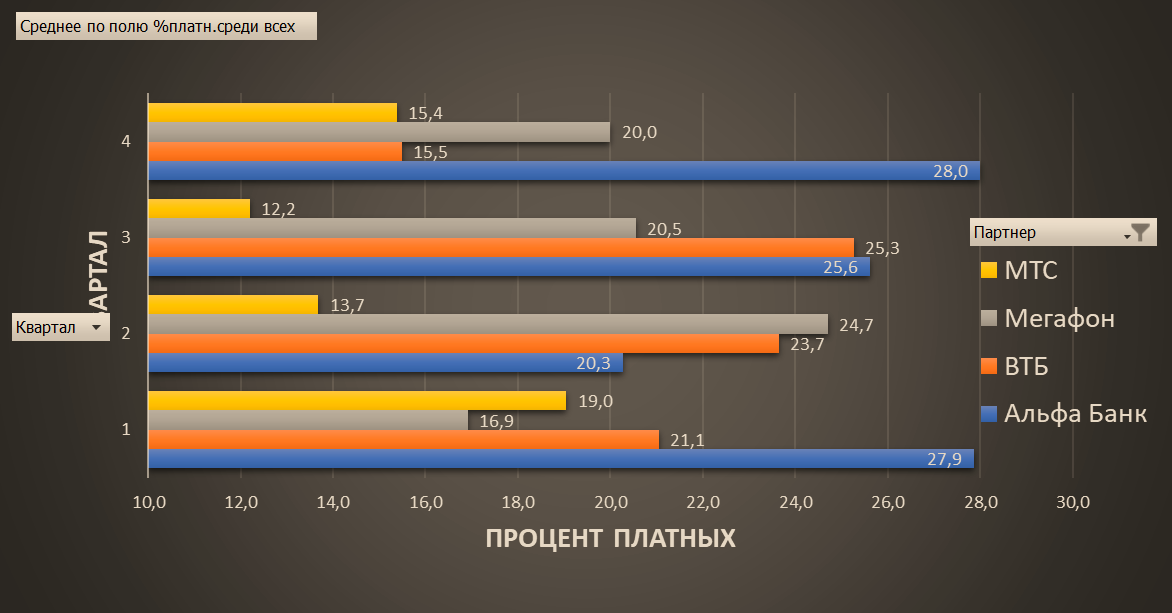 Среднее по полю %платн.среди всех
4
15,4
20,0
15,5
28,0
3
12,2
20,5
25,3
25,6
2
13,7
24,7
23,7
20,3
1
19,0
16,9
21,1
27,9
АРТАЛ
Квартал
10,0 12,0 14,0 16,0 18,0 20,0 22,0 24,0 26,0 28,0 30,0
ПРОЦЕНТ ПЛАТНЫХ
Партнер
МТС
Мегафон
ВТБ
Альфа Банк